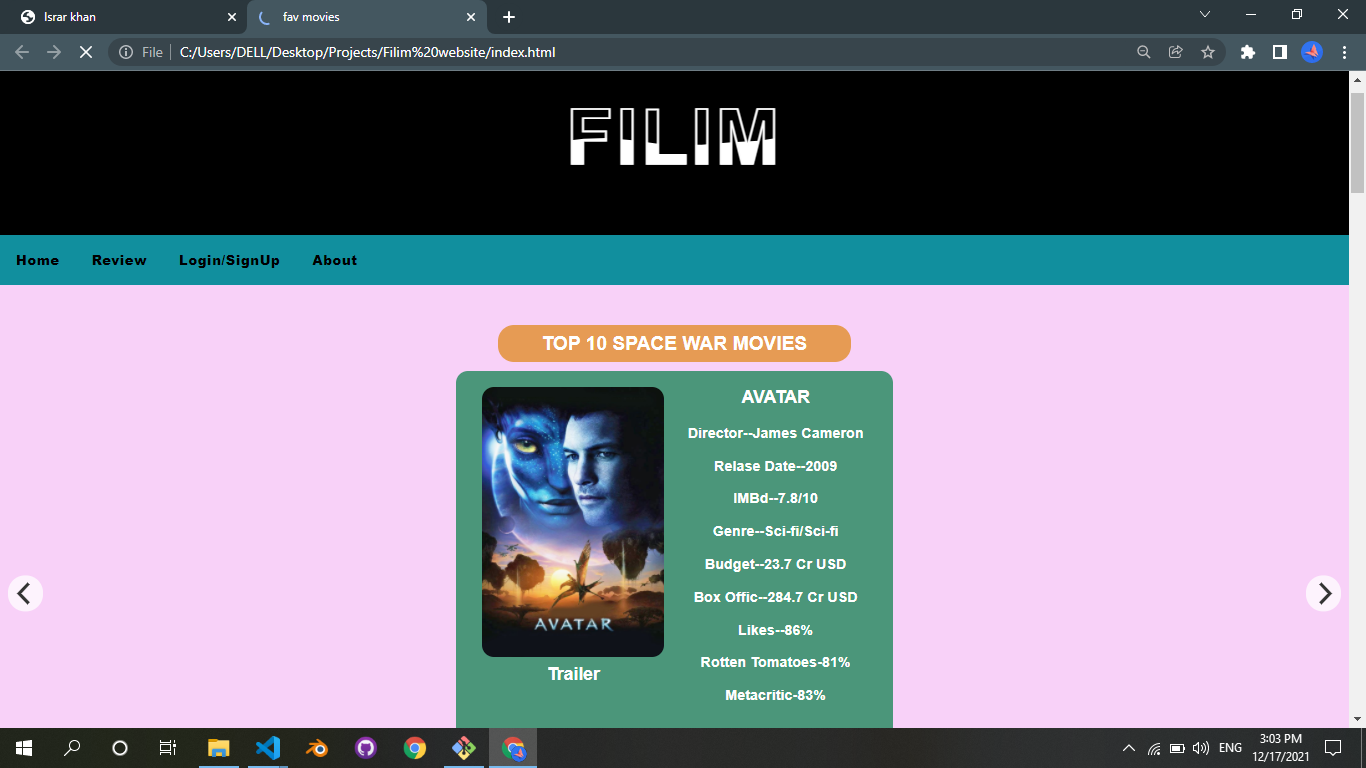 Israr khan
fav movies
File
C:/Users/DELL/Desktop/Projects/Filim%20website/index.html
FILIM
Home Review Login/SignUp About
TOP 10 SPACE WAR MOVIES
AVATAR
Director--James Cameron
Relase Date--2009
IMBd--7.8/10
Genre--Sci-fi/Sci-fi
Budget--23.7 Cr USD
Box Offic--284.7 Cr USD
Likes--86%
Rotten Tomatoes-81%
Metacritic-83%
AVATAR
Trailer
ENG
3:03 PM
12/17/2021